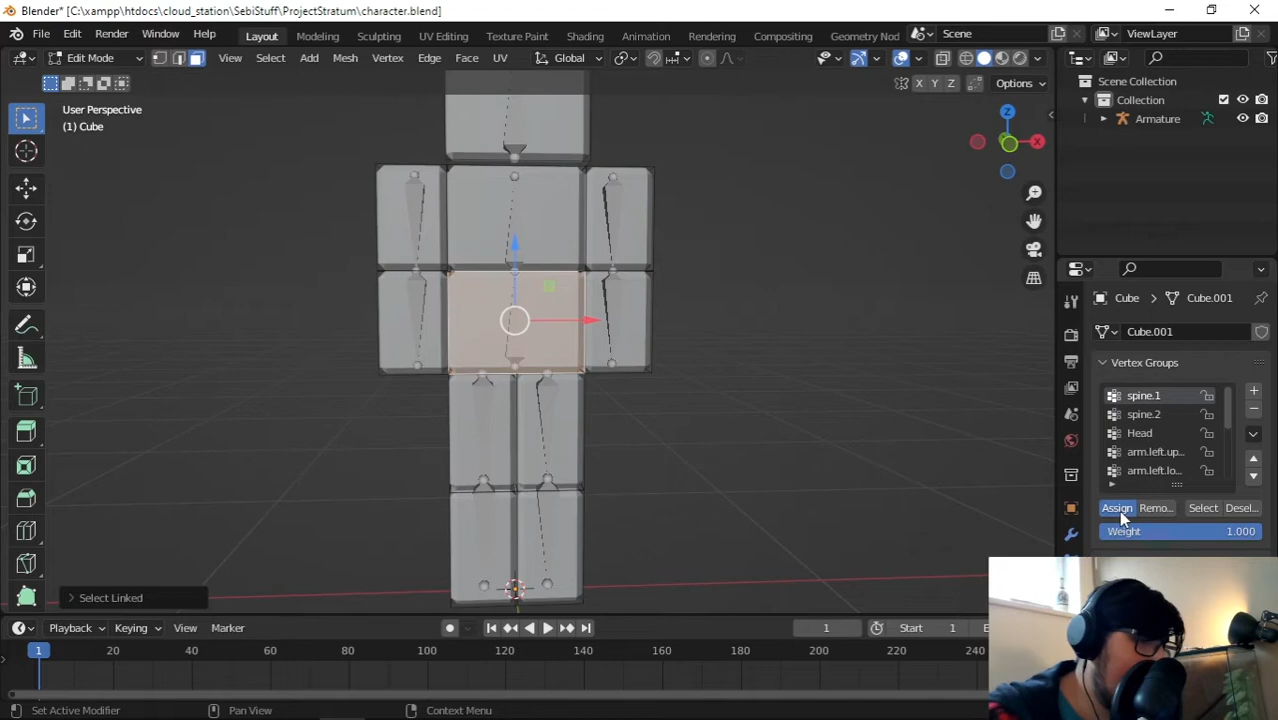 Blender* [C:\xampp\htdocs\cloud_station\SebiStuff\ProjectStratum\character.blend]
File Edit Render Window Help Layout Modeling Sculpting UV Editing Texture Paint Shading Animation Rendering Compositing Geometry Nod Scene ViewLayer
Edit Mode View Select Add Mesh Vertex Edge Face UV Global
X Y Z Options
User Perspective
(1) Cube
Z
X
Scene Collection
Collection
Armature
Cube > Cube.001
Cube.001
Vertex Groups
spine.1
spine.2
Head
arm.left.up...
arm.left.lo...
Assign Remo... Select Desel...
Weight 1.000
Select Linked
Playback Keying View Marker 1 Start 1 E
1 20 40 60 80 100 120 140 160 180 200 220
Set Active Modifier Pan View Context Menu